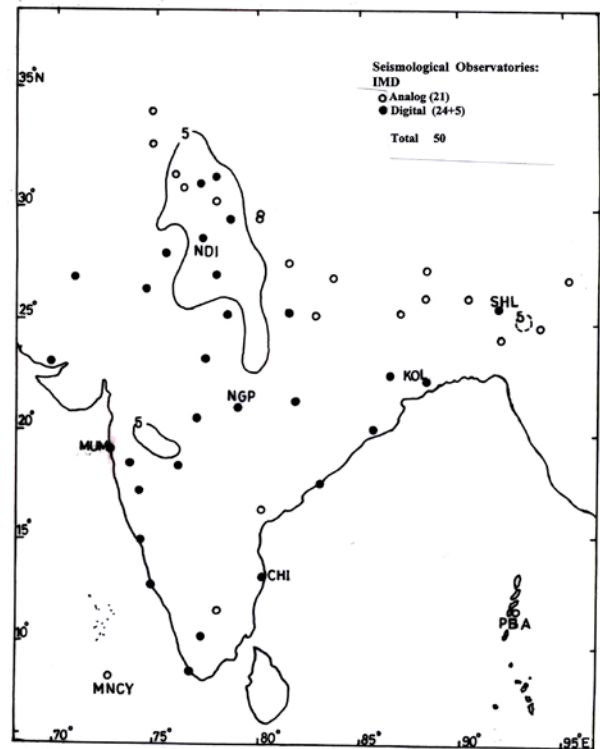 Seismological Observatories:
IMD
Analog (21)
Digital (24+5)
Total 50
35°N
30°
25°
20°
15°
10°
5
NDI
SHL
5
KOL
NGP
5
MUM
CHI
PBA
MNCY
70°
75°
80°
85°
90°
95°E